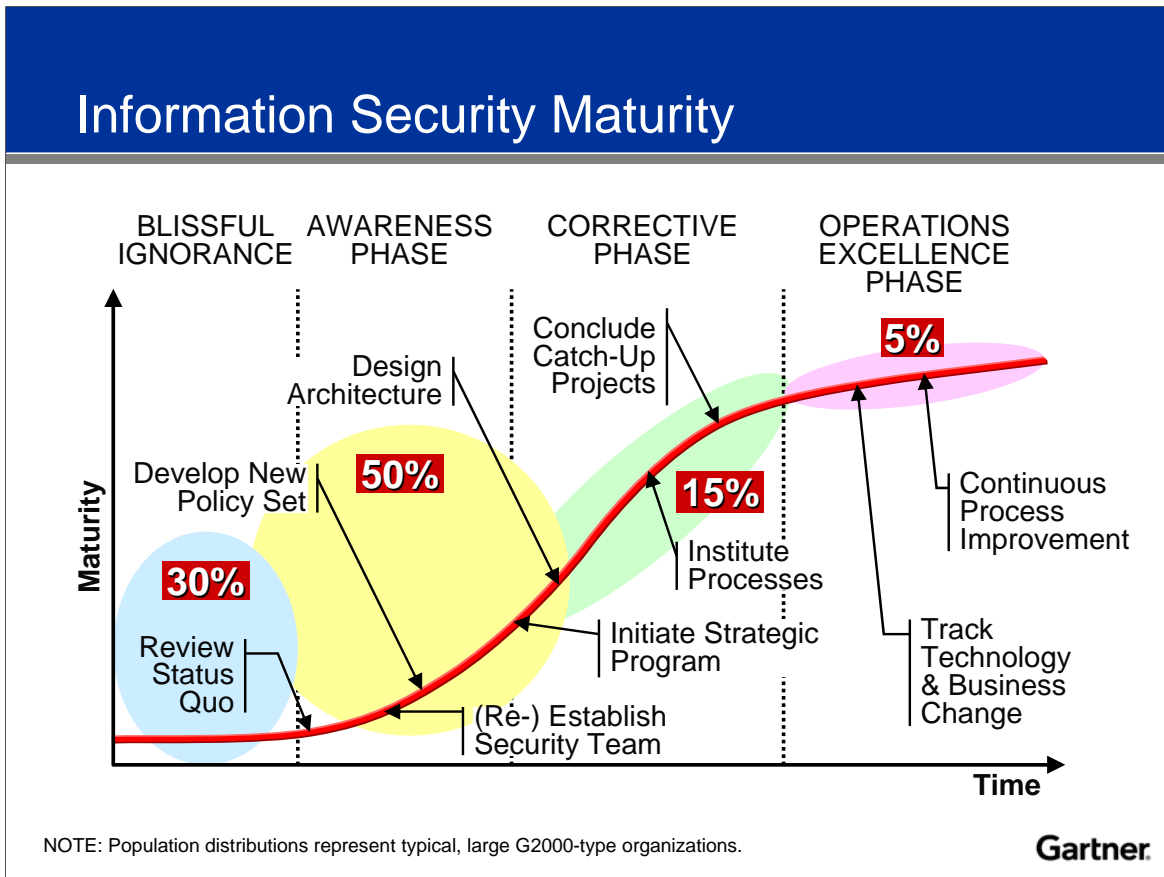 Information Security Maturity
BLISSFUL
IGNORANCE
AWARENESS
PHASE
CORRECTIVE
PHASE
OPERATIONS
EXCELLENCE
PHASE
Maturity
30%
50%
15%
5%
Review
Status
Quo
Develop New
Policy Set
Design
Architecture
Conclude
Catch-Up
Projects
(Re-) Establish
Security Team
Initiate Strategic
Program
Institute
Processes
Track
Technology
& Business
Change
Continuous
Process
Improvement
Time
NOTE: Population distributions represent typical, large G2000-type organizations.
Gartner